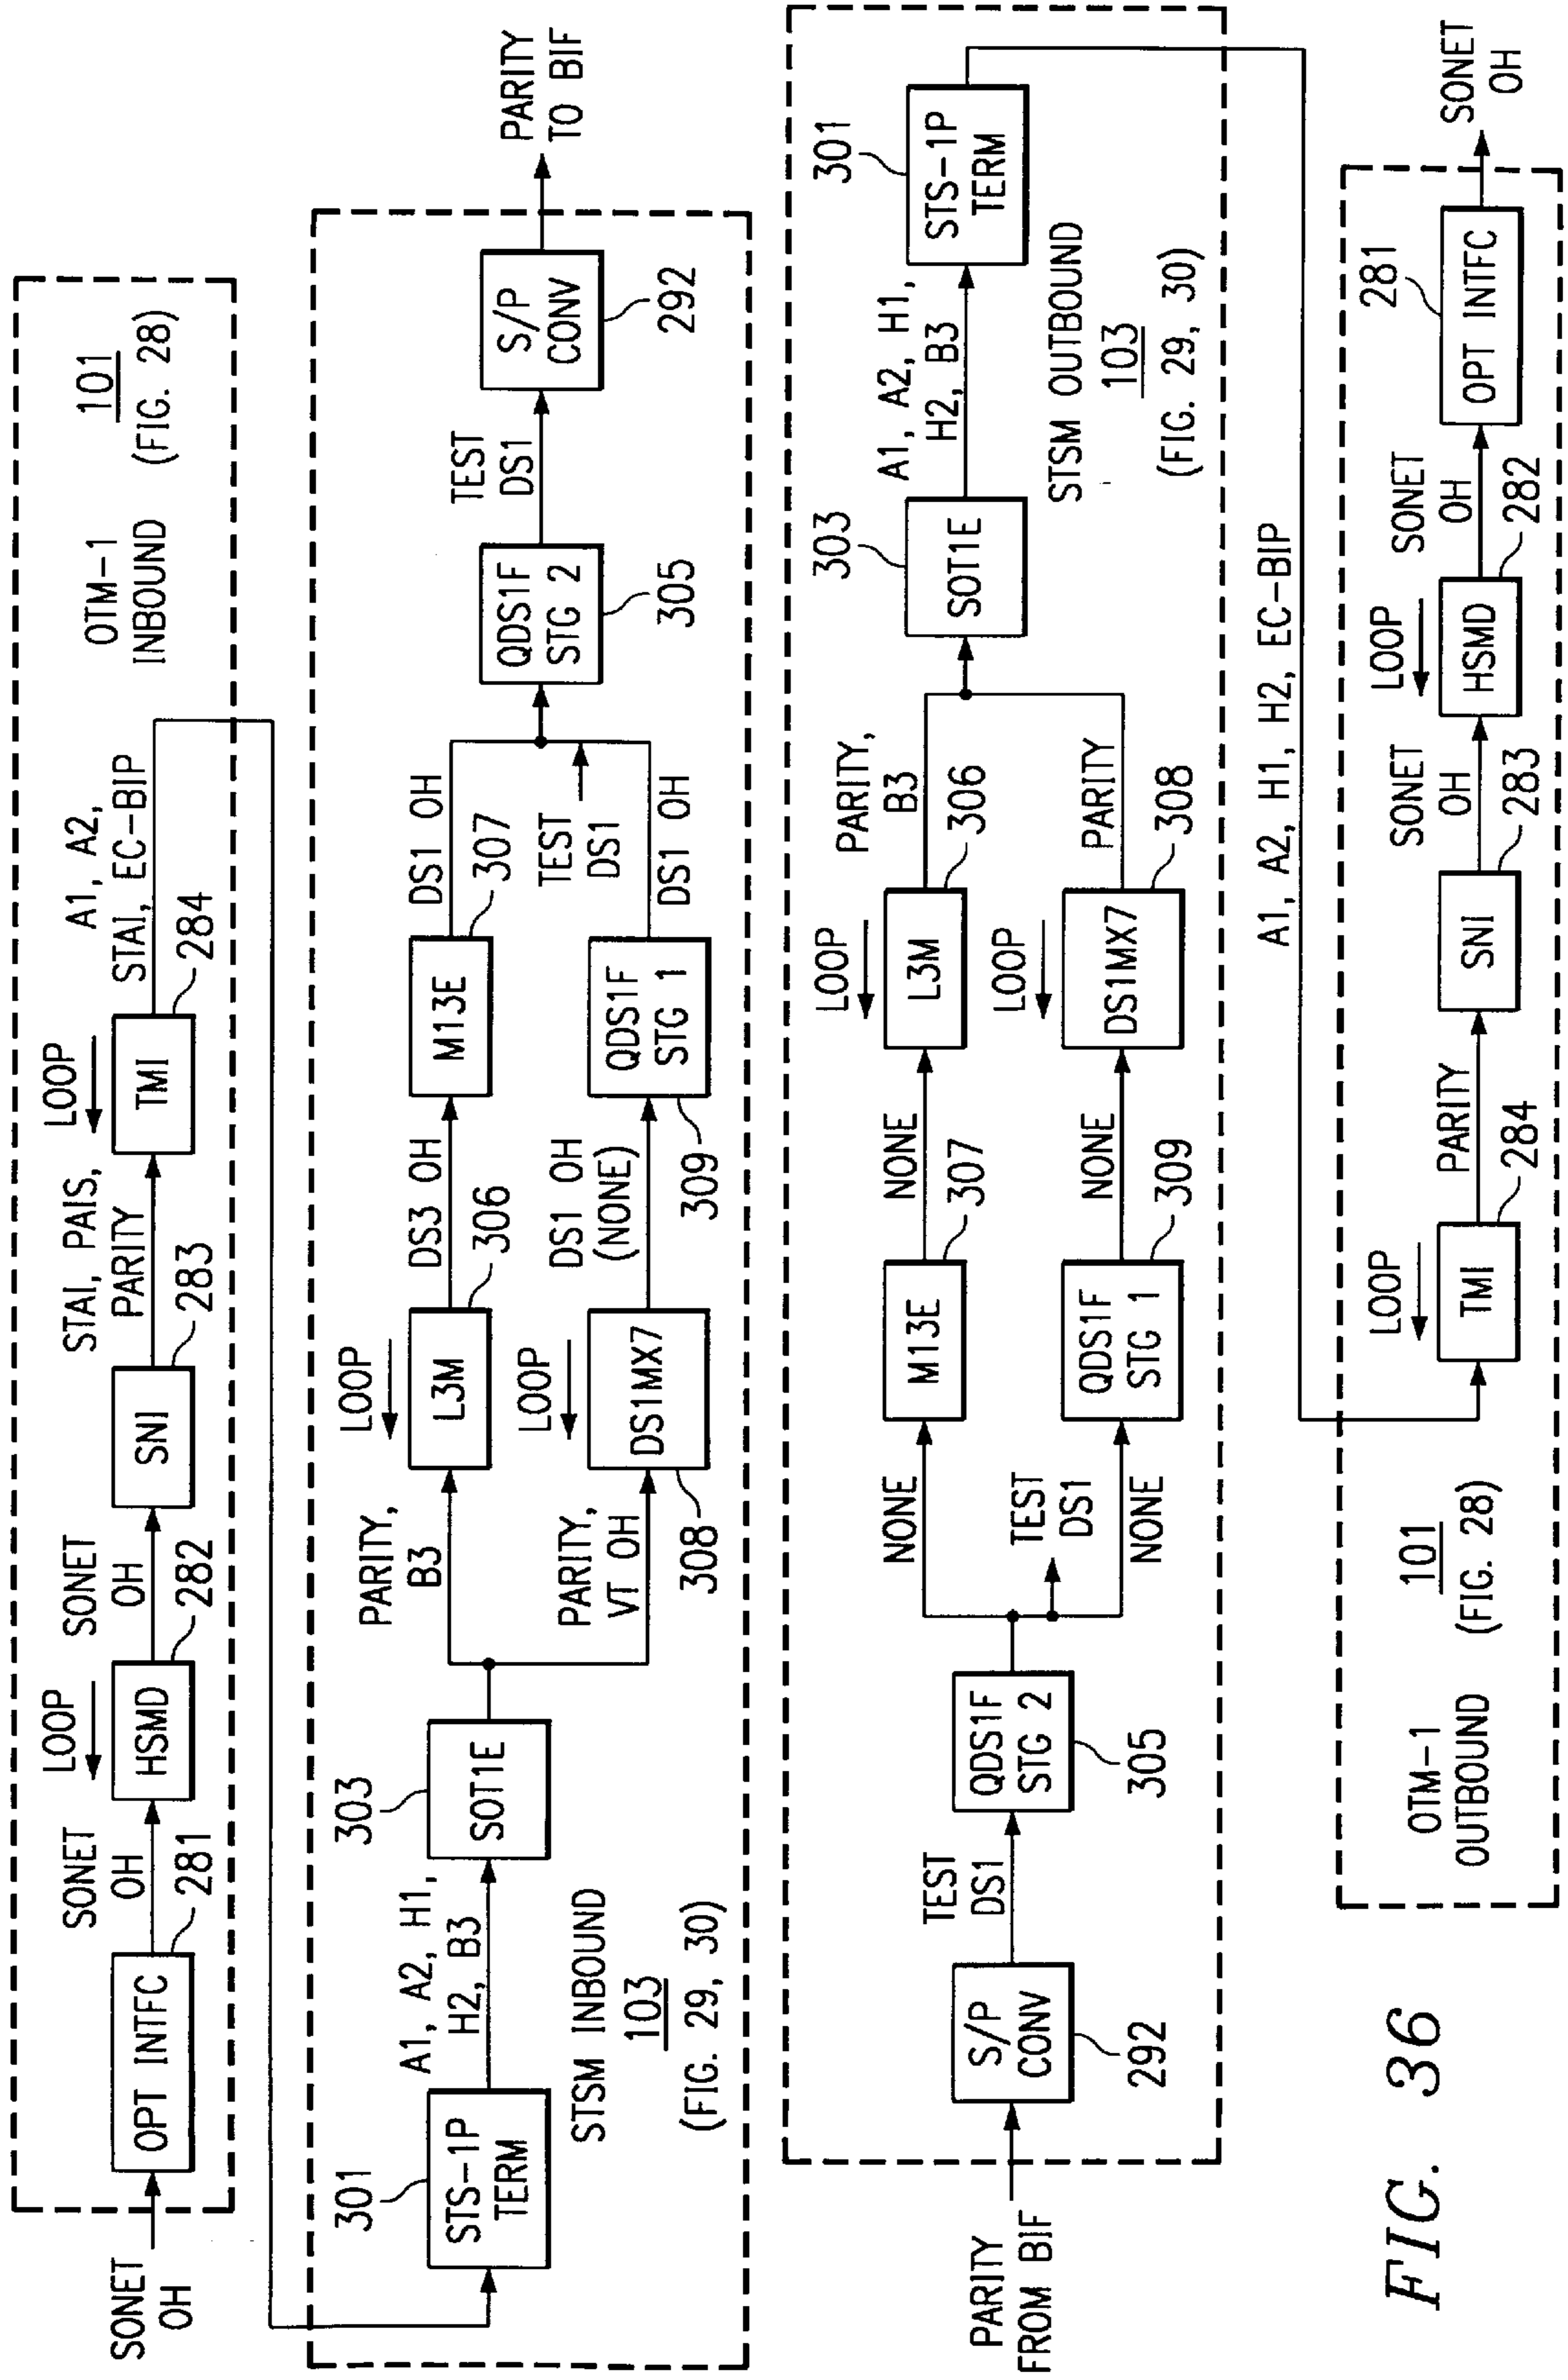 SONET
OH
OPT INTFC
281
SONET
OH
LOOP
HSMD
282
SONET
OH
SNI
283
STAI, PAIS,
PARITY
LOOP
TMI
284
A1, A2,
STAI, EC-BIP
OTM-1
INBOUND
101
(FIG. 28)
301
STS-1P
TERM
A1, A2, H1,
H2, B3
STSM INBOUND
103
(FIG. 29, 30)
303
SOT1E
PARITY,
B3
PARITY,
VT OH
LOOP
L3M
306
LOOP
DS1MX7
308
DS3 OH
DS1 OH
(NONE)
M13E
307
QDS1F
STG 1
309
DS1 OH
TEST
DS1
DS1 OH
QDS1F
STG 2
305
TEST
DS1
S/P
CONV
292
PARITY
TO BIF
PARITY
FROM BIF
S/P
CONV
292
TEST
DS1
QDS1F
STG 2
305
NONE
TEST
DS1
NONE
M13E
307
QDS1F
STG 1
309
NONE
NONE
LOOP
L3M
306
LOOP
DS1MX7
308
PARITY,
B3
PARITY
303
SOT1E
A1, A2, H1,
H2, B3
301
STS-1P
TERM
STSM OUTBOUND
103
(FIG. 29, 30)
A1, A2, H1, H2, EC-BIP
OTM-1
OUTBOUND
101
(FIG. 28)
LOOP
TMI
284
PARITY
SNI
283
SONET
OH
LOOP
HSMD
282
SONET
OH
281
OPT INTFC
SONET
OH
FIG. 36